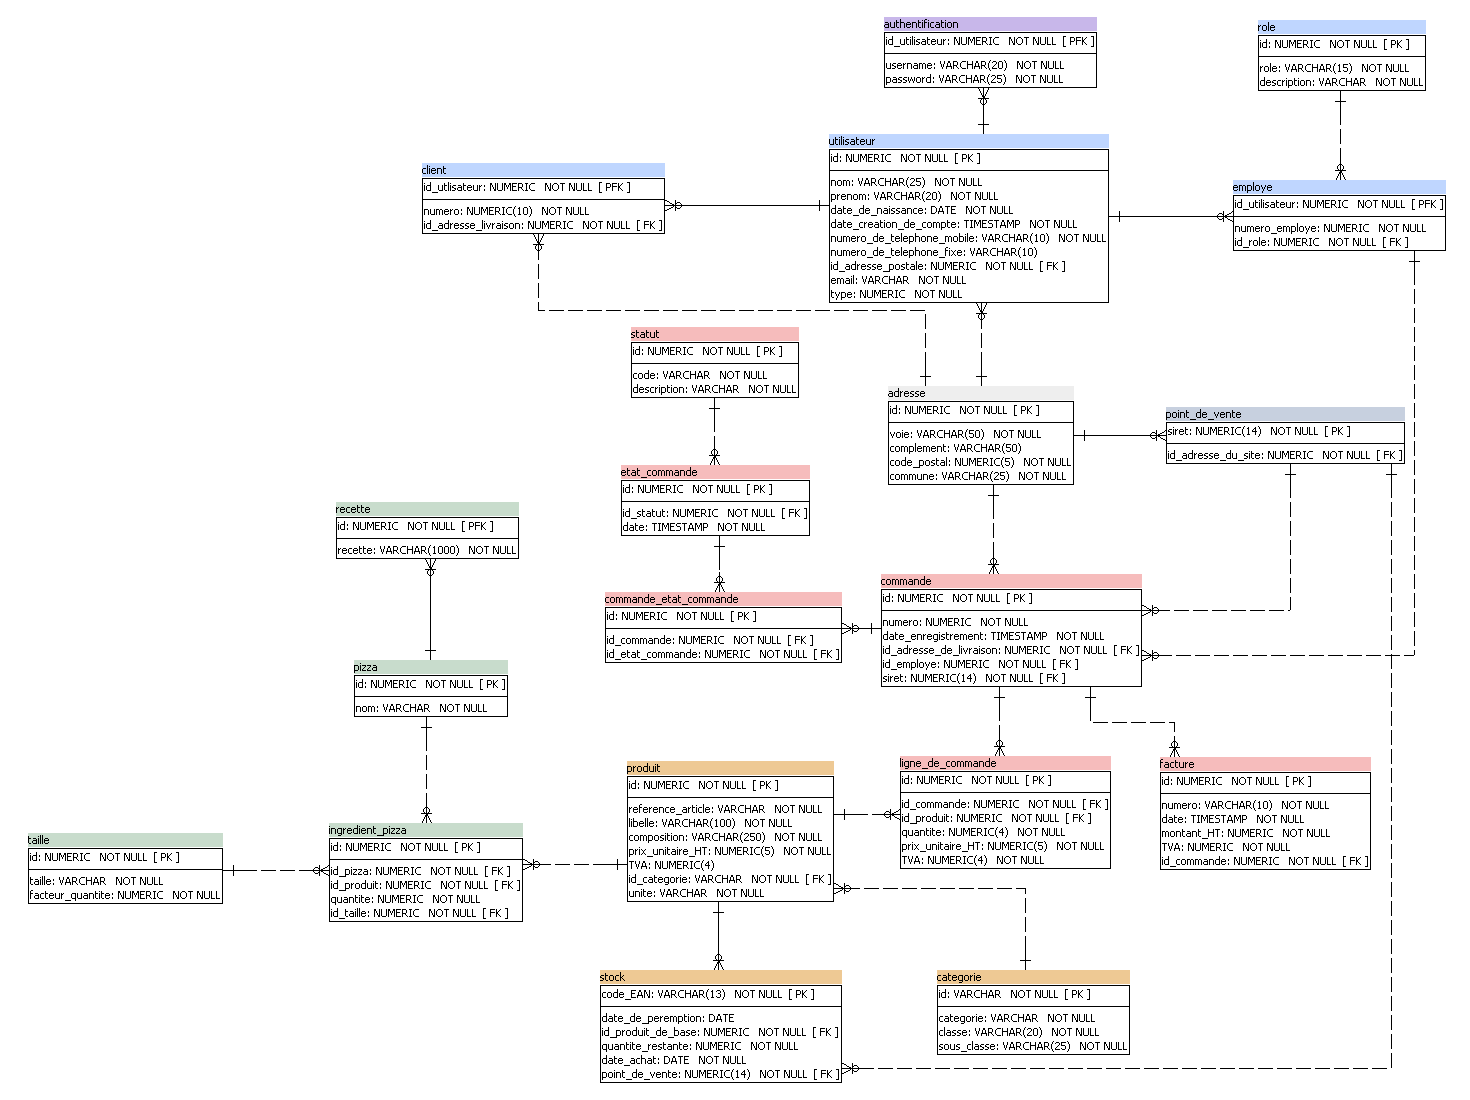 authentification
id_utilisateur: NUMERIC NOT NULL [ PFK ]
username: VARCHAR(20) NOT NULL
password: VARCHAR(25) NOT NULL
role
id: NUMERIC NOT NULL [ PK ]
role: VARCHAR(15) NOT NULL
description: VARCHAR NOT NULL
utilisateur
id: NUMERIC NOT NULL [ PK ]
nom: VARCHAR(25) NOT NULL
prenom: VARCHAR(20) NOT NULL
date_de_naissance: DATE NOT NULL
date_creation_de_compte: TIMESTAMP NOT NULL
numero_de_telephone_mobile: VARCHAR(10) NOT NULL
numero_de_telephone_fixe: VARCHAR(10)
id_adresse_postale: NUMERIC NOT NULL [ FK ]
email: VARCHAR NOT NULL
type: NUMERIC NOT NULL
client
id_utlisateur: NUMERIC NOT NULL [ PFK ]
numero: NUMERIC(10) NOT NULL
id_adresse_livraison: NUMERIC NOT NULL [ FK ]
employe
id_utilisateur: NUMERIC NOT NULL [ PFK ]
numero_employe: NUMERIC NOT NULL
id_role: NUMERIC NOT NULL [ FK ]
statut
id: NUMERIC NOT NULL [ PK ]
code: VARCHAR NOT NULL
description: VARCHAR NOT NULL
adresse
id: NUMERIC NOT NULL [ PK ]
voie: VARCHAR(50) NOT NULL
complement: VARCHAR(50)
code_postal: NUMERIC(5) NOT NULL
commune: VARCHAR(25) NOT NULL
point_de_vente
siret: NUMERIC(14) NOT NULL [ PK ]
id_adresse_du_site: NUMERIC NOT NULL [ FK ]
etat_commande
id: NUMERIC NOT NULL [ PK ]
id_statut: NUMERIC NOT NULL [ FK ]
date: TIMESTAMP NOT NULL
recette
id: NUMERIC NOT NULL [ PFK ]
recette: VARCHAR(1000) NOT NULL
commande
id: NUMERIC NOT NULL [ PK ]
numero: NUMERIC NOT NULL
date_enregistrement: TIMESTAMP NOT NULL
id_adresse_de_livraison: NUMERIC NOT NULL [ FK ]
id_employe: NUMERIC NOT NULL [ FK ]
siret: NUMERIC(14) NOT NULL [ FK ]
commande_etat_commande
id: NUMERIC NOT NULL [ PK ]
id_commande: NUMERIC NOT NULL [ FK ]
id_etat_commande: NUMERIC NOT NULL [ FK ]
pizza
id: NUMERIC NOT NULL [ PK ]
nom: VARCHAR NOT NULL
produit
id: NUMERIC NOT NULL [ PK ]
reference_article: VARCHAR NOT NULL
libelle: VARCHAR(100) NOT NULL
composition: VARCHAR(250) NOT NULL
prix_unitaire_HT: NUMERIC(5) NOT NULL
TVA: NUMERIC(4)
id_categorie: VARCHAR NOT NULL [ FK ]
unite: VARCHAR NOT NULL
ligne_de_commande
id: NUMERIC NOT NULL [ PK ]
id_commande: NUMERIC NOT NULL [ FK ]
id_produit: NUMERIC NOT NULL [ FK ]
quantite: NUMERIC(4) NOT NULL
prix_unitaire_HT: NUMERIC(5) NOT NULL
TVA: NUMERIC(4) NOT NULL
facture
id: NUMERIC NOT NULL [ PK ]
numero: VARCHAR(10) NOT NULL
date: TIMESTAMP NOT NULL
montant_HT: NUMERIC NOT NULL
TVA: NUMERIC NOT NULL
id_commande: NUMERIC NOT NULL [ FK ]
taille
id: NUMERIC NOT NULL [ PK ]
taille: VARCHAR NOT NULL
facteur_quantite: NUMERIC NOT NULL
ingredient_pizza
id: NUMERIC NOT NULL [ PK ]
id_pizza: NUMERIC NOT NULL [ FK ]
id_produit: NUMERIC NOT NULL [ FK ]
quantite: NUMERIC NOT NULL
id_taille: NUMERIC NOT NULL [ FK ]
stock
code_EAN: VARCHAR(13) NOT NULL [ PK ]
date_de_peremption: DATE
id_produit_de_base: NUMERIC NOT NULL [ FK ]
quantite_restante: NUMERIC NOT NULL
date_achat: DATE NOT NULL
point_de_vente: NUMERIC(14) NOT NULL [ FK ]
categorie
id: VARCHAR NOT NULL [ PK ]
categorie: VARCHAR NOT NULL
classe: VARCHAR(20) NOT NULL
sous_classe: VARCHAR(25) NOT NULL